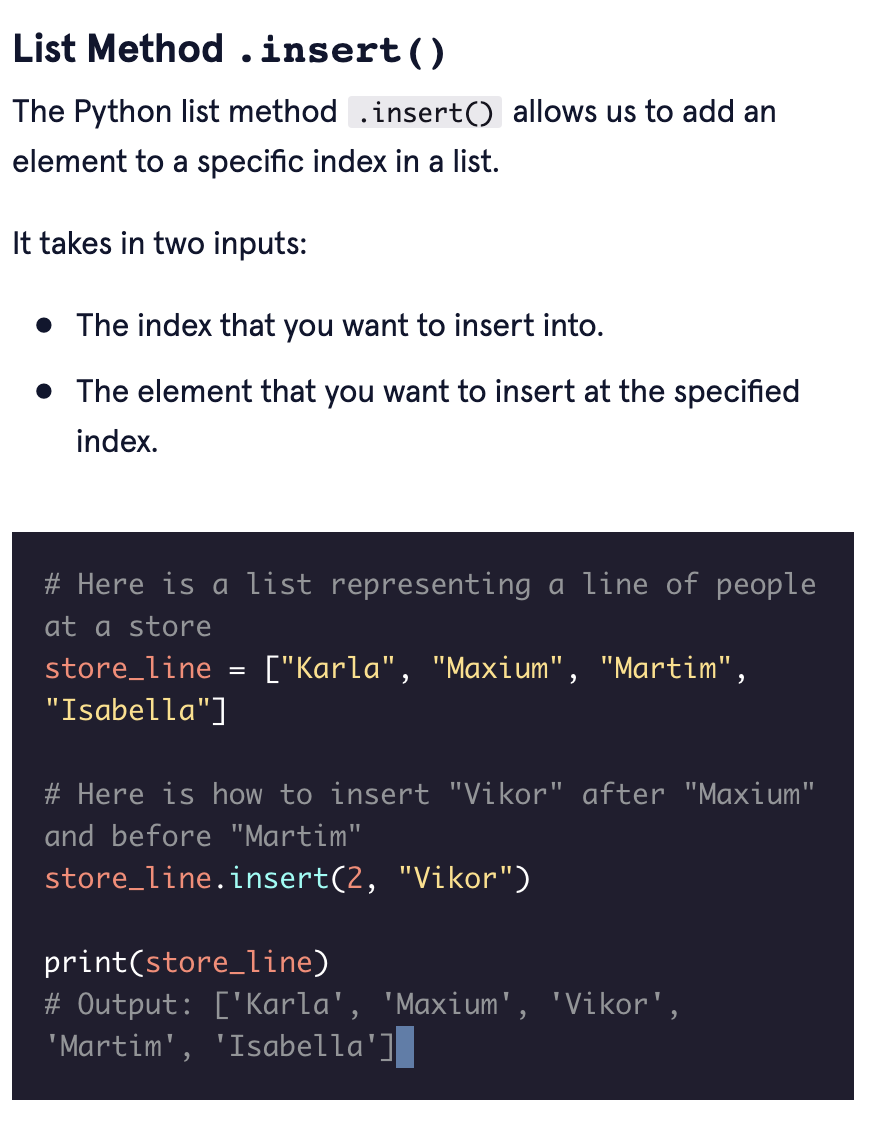 List Method .insert()
The Python list method .insert() allows us to add an
element to a specific index in a list.
It takes in two inputs:
● The index that you want to insert into.
● The element that you want to insert at the specified
index.
# Here is a list representing a line of people
at a store
store_line = ["Karla", "Maxium", "Martim",
"Isabella"]
# Here is how to insert "Vikor" after "Maxium"
and before "Martim"
store_line.insert(2, "Vikor")
print(store_line)
# Output: ['Karla', 'Maxium', 'Vikor',
'Martim', 'Isabella']